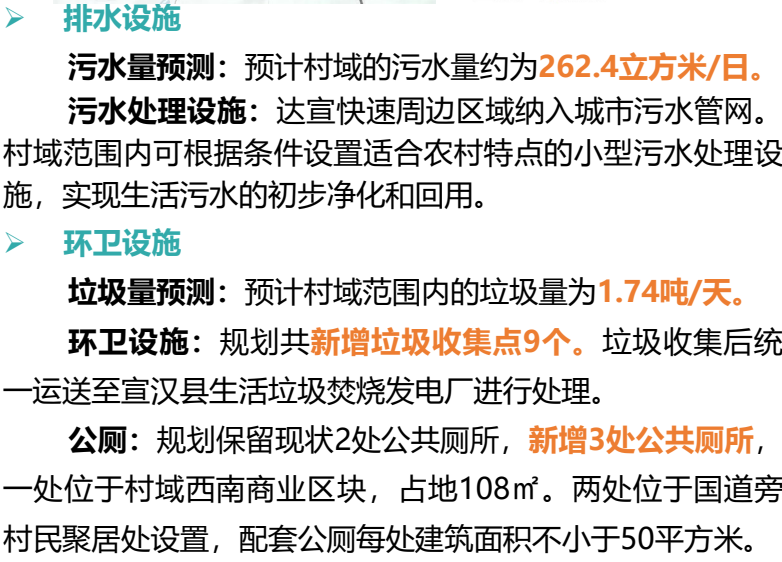 ➢ 排水设施
污水量预测：预计村域的污水量约为262.4立方米/日。
污水处理设施：达宣快速周边区域纳入城市污水管网。
村域范围内可根据条件设置适合农村特点的小型污水处理设
施，实现生活污水的初步净化和回用。
➢ 环卫设施
垃圾量预测：预计村域范围内的垃圾量为1.74吨/天。
环卫设施：规划共新增垃圾收集点9个。垃圾收集后统
一运送至宣汉县生活垃圾焚烧发电厂进行处理。
公厕：规划保留现状2处公共厕所，新增3处公共厕所，
一处位于村域西南商业区块，占地108㎡。两处位于国道旁
村民聚居处设置，配套公厕每处建筑面积不小于50平方米。